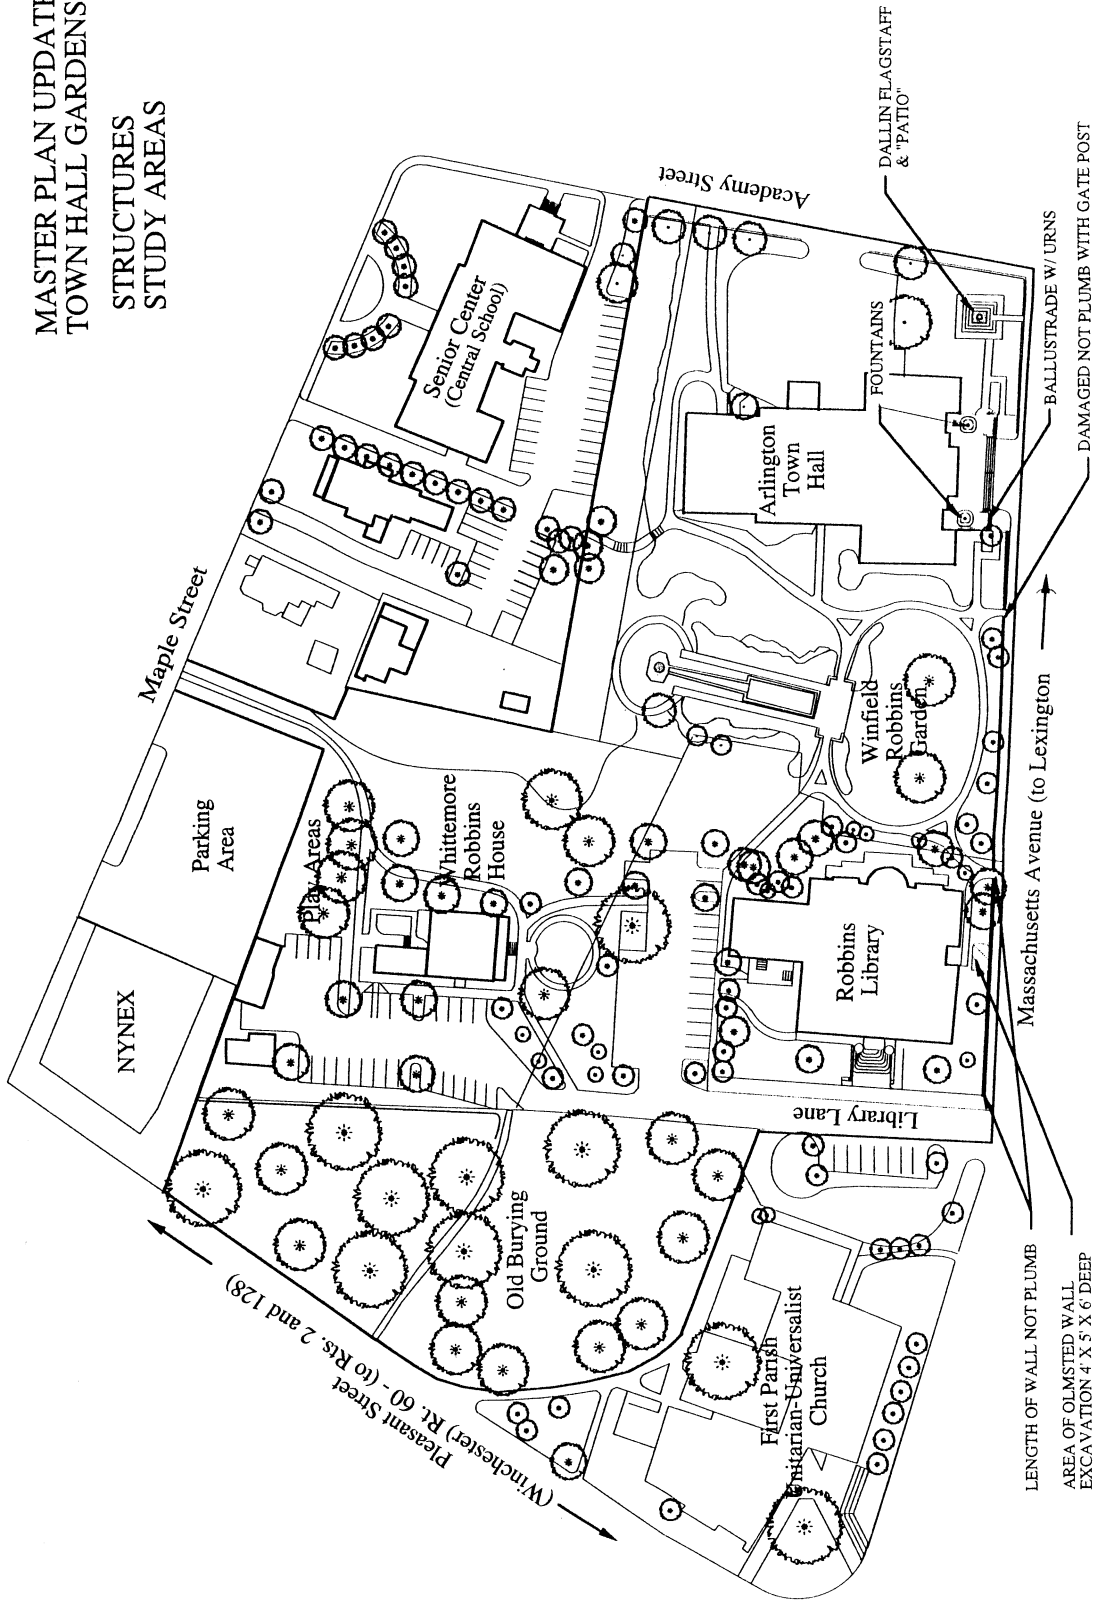 MASTER PLAN UPDATE
TOWN HALL GARDENS
STRUCTURES
STUDY AREAS
Maple Street
Academy Street
Senior Center
(Central School)
DALLIN FLAGSTAFF
& "PATIO"
FOUNTAINS
BALLUSTRADE W/ URNS
DAMAGED NOT PLUMB WITH GATE POST
Arlington
Town
Hall
Winfield
Robbins
Garden
Massachusetts Avenue (to Lexington)
Parking
Area
Play Areas
Whittemore
Robbins
House
NYNEX
Robbins
Library
Library Lane
Old Burying
Ground
Pleasant Street
(Winchester) Rt. 60 - (to Rts. 2 and 128)
First Parish
Unitarian-Universalist
Church
LENGTH OF WALL NOT PLUMB
AREA OF OLMSTED WALL
EXCAVATION 4' X 5' X 6' DEEP